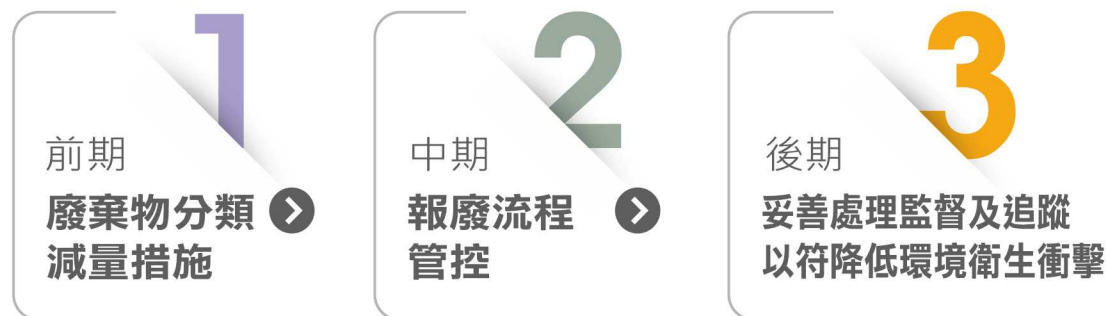 1
前期
廢棄物分類
減量措施
2
中期
報廢流程
管控
3
後期
妥善處理監督及追蹤
以符降低環境衛生衝擊